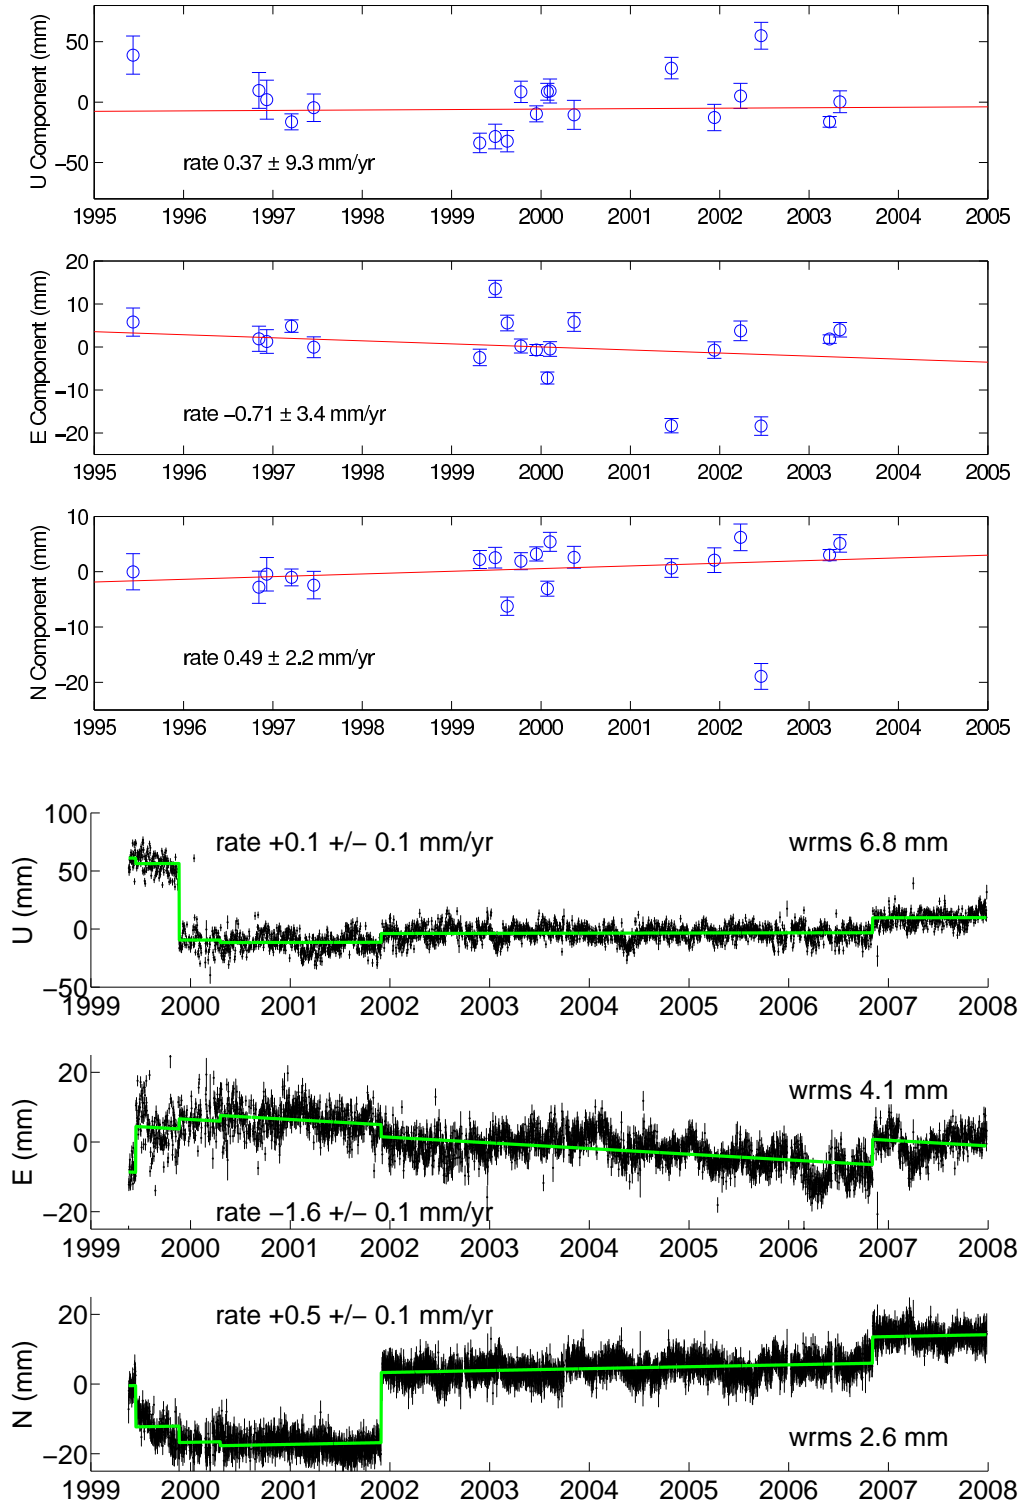 U Component (mm)
50
0
−50
rate 0.37 ± 9.3 mm/yr
1995 1996 1997 1998 1999 2000 2001 2002 2003 2004 2005
E Component (mm)
20
10
0
−10
−20
rate −0.71 ± 3.4 mm/yr
1995 1996 1997 1998 1999 2000 2001 2002 2003 2004 2005
N Component (mm)
10
0
−10
−20
rate 0.49 ± 2.2 mm/yr
1995 1996 1997 1998 1999 2000 2001 2002 2003 2004 2005
U (mm)
100
50
0
−50
rate +0.1 +/− 0.1 mm/yr
wrms 6.8 mm
1999 2000 2001 2002 2003 2004 2005 2006 2007 2008
E (mm)
20
0
−20
wrms 4.1 mm
rate −1.6 +/− 0.1 mm/yr
1999 2000 2001 2002 2003 2004 2005 2006 2007 2008
N (mm)
20
0
−20
rate +0.5 +/− 0.1 mm/yr
wrms 2.6 mm
1999 2000 2001 2002 2003 2004 2005 2006 2007 2008